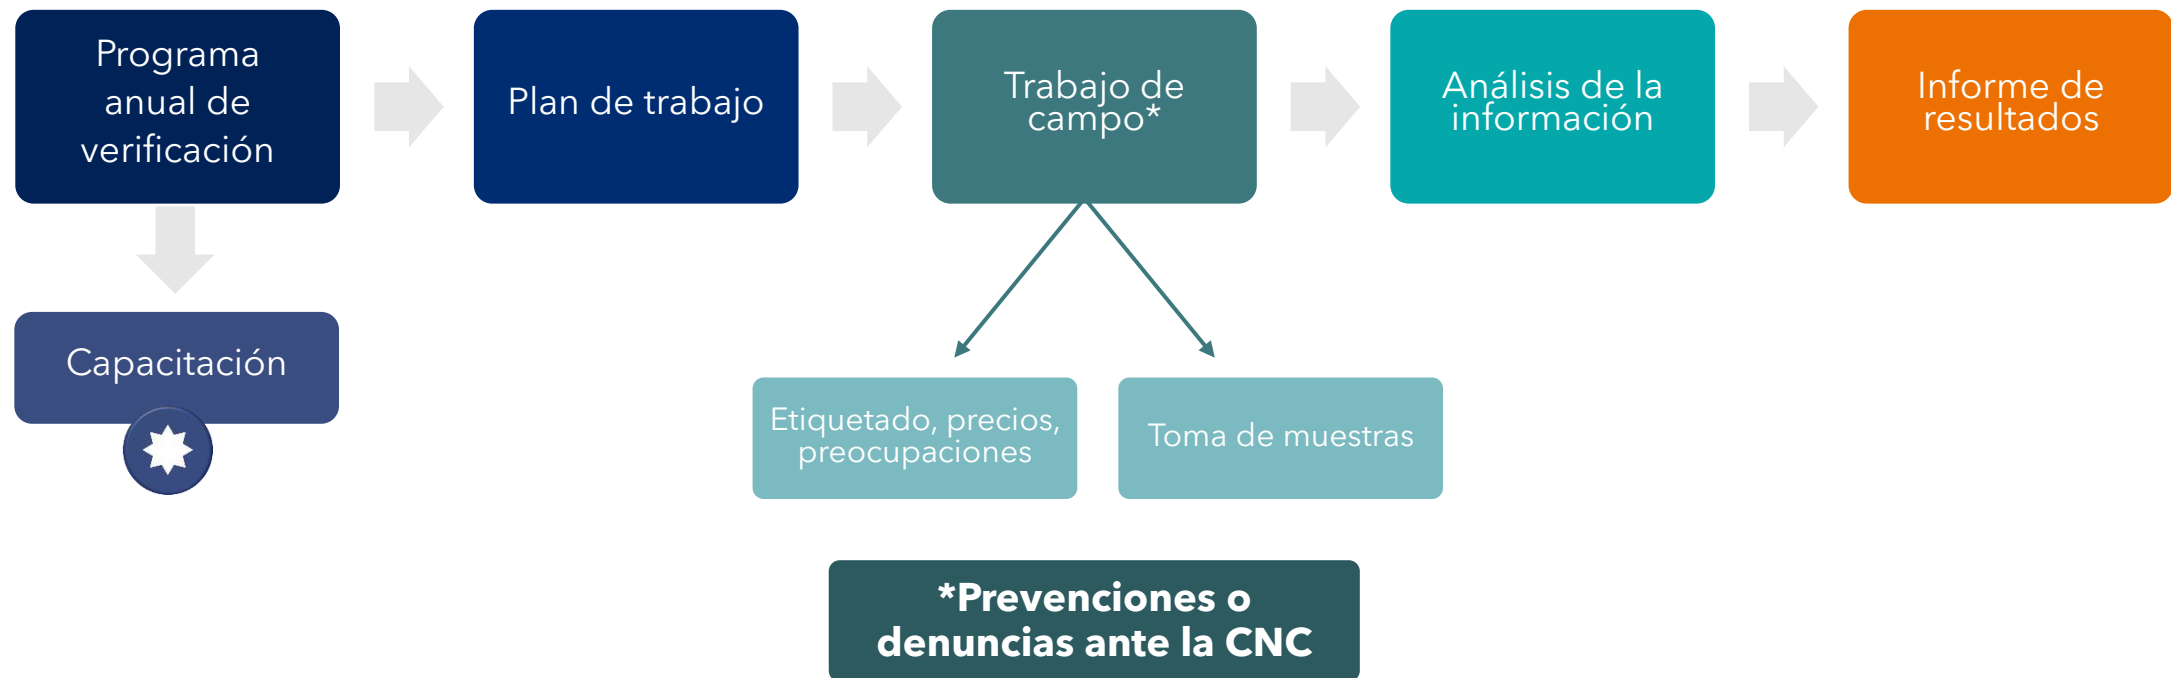 Programa
anual de
verificación
Plan de trabajo
Trabajo de
campo*
Análisis de la
información
Informe de
resultados
Capacitación
Etiquetado, precios,
preocupaciones
Toma de muestras
*Prevenciones o
denuncias ante la CNC